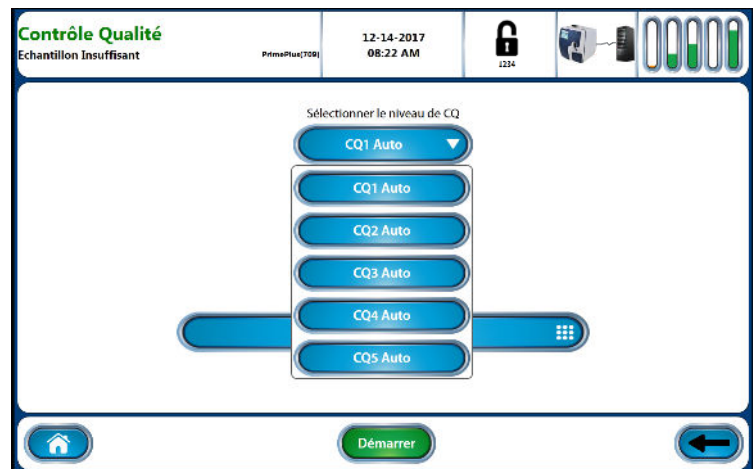 Contrôle Qualité
Echantillon Insuffisant
PrimePlus(709)
12-14-2017
08:22 AM
1234
Sélectionner le niveau de CQ
CQ1 Auto
CQ1 Auto
CQ2 Auto
CQ3 Auto
CQ4 Auto
CQ5 Auto
Démarrer